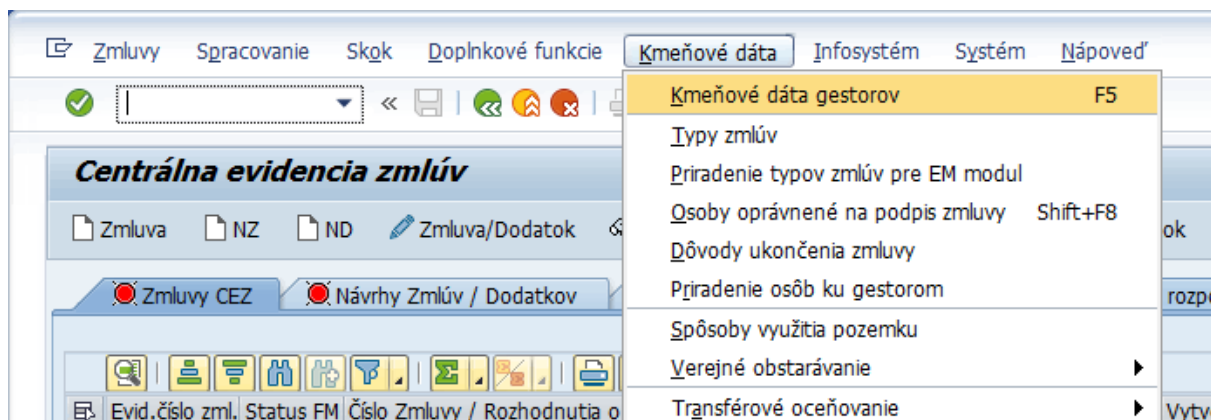 Zmluvy Spracovanie Skok Doplnkové funkcie Kmeňové dáta Infosystém Systém Nápoveď
Kmeňové dáta gestorov F5
Typy zmlúv
Priradenie typov zmlúv pre EM modul
Osoby oprávnené na podpis zmluvy Shift+F8
Dôvody ukončenia zmluvy
Priradenie osôb ku gestorom
Spôsoby využitia pozemku
Verejné obstarávanie
Transférové oceňovanie
Centrálna evidencia zmlúv
Zmluva NZ ND Zmluva/Dodatok ok
Zmluvy CEZ Návrhy Zmlúv / Dodatkov rozp
Evid.číslo zml. Status FM Číslo Zmluvy / Rozhodnutia o Vytv